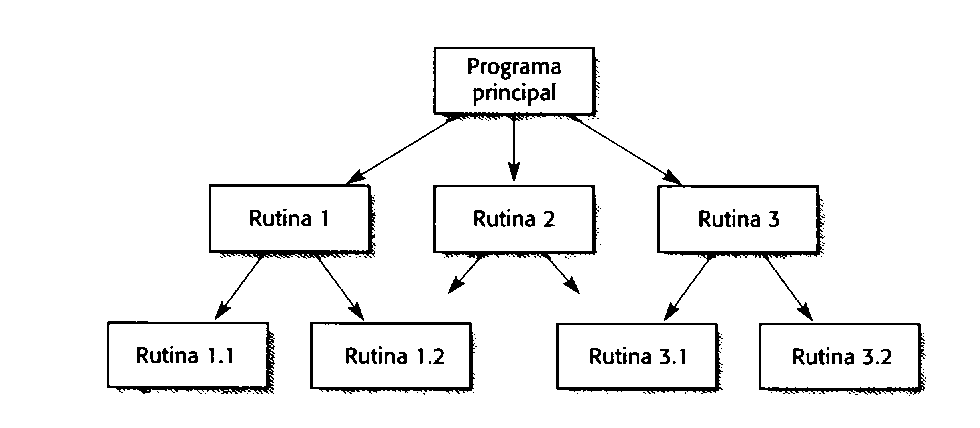 Programa
principal
Rutina 1
Rutina 2
Rutina 3
Rutina 1.1
Rutina 1.2
Rutina 3.1
Rutina 3.2